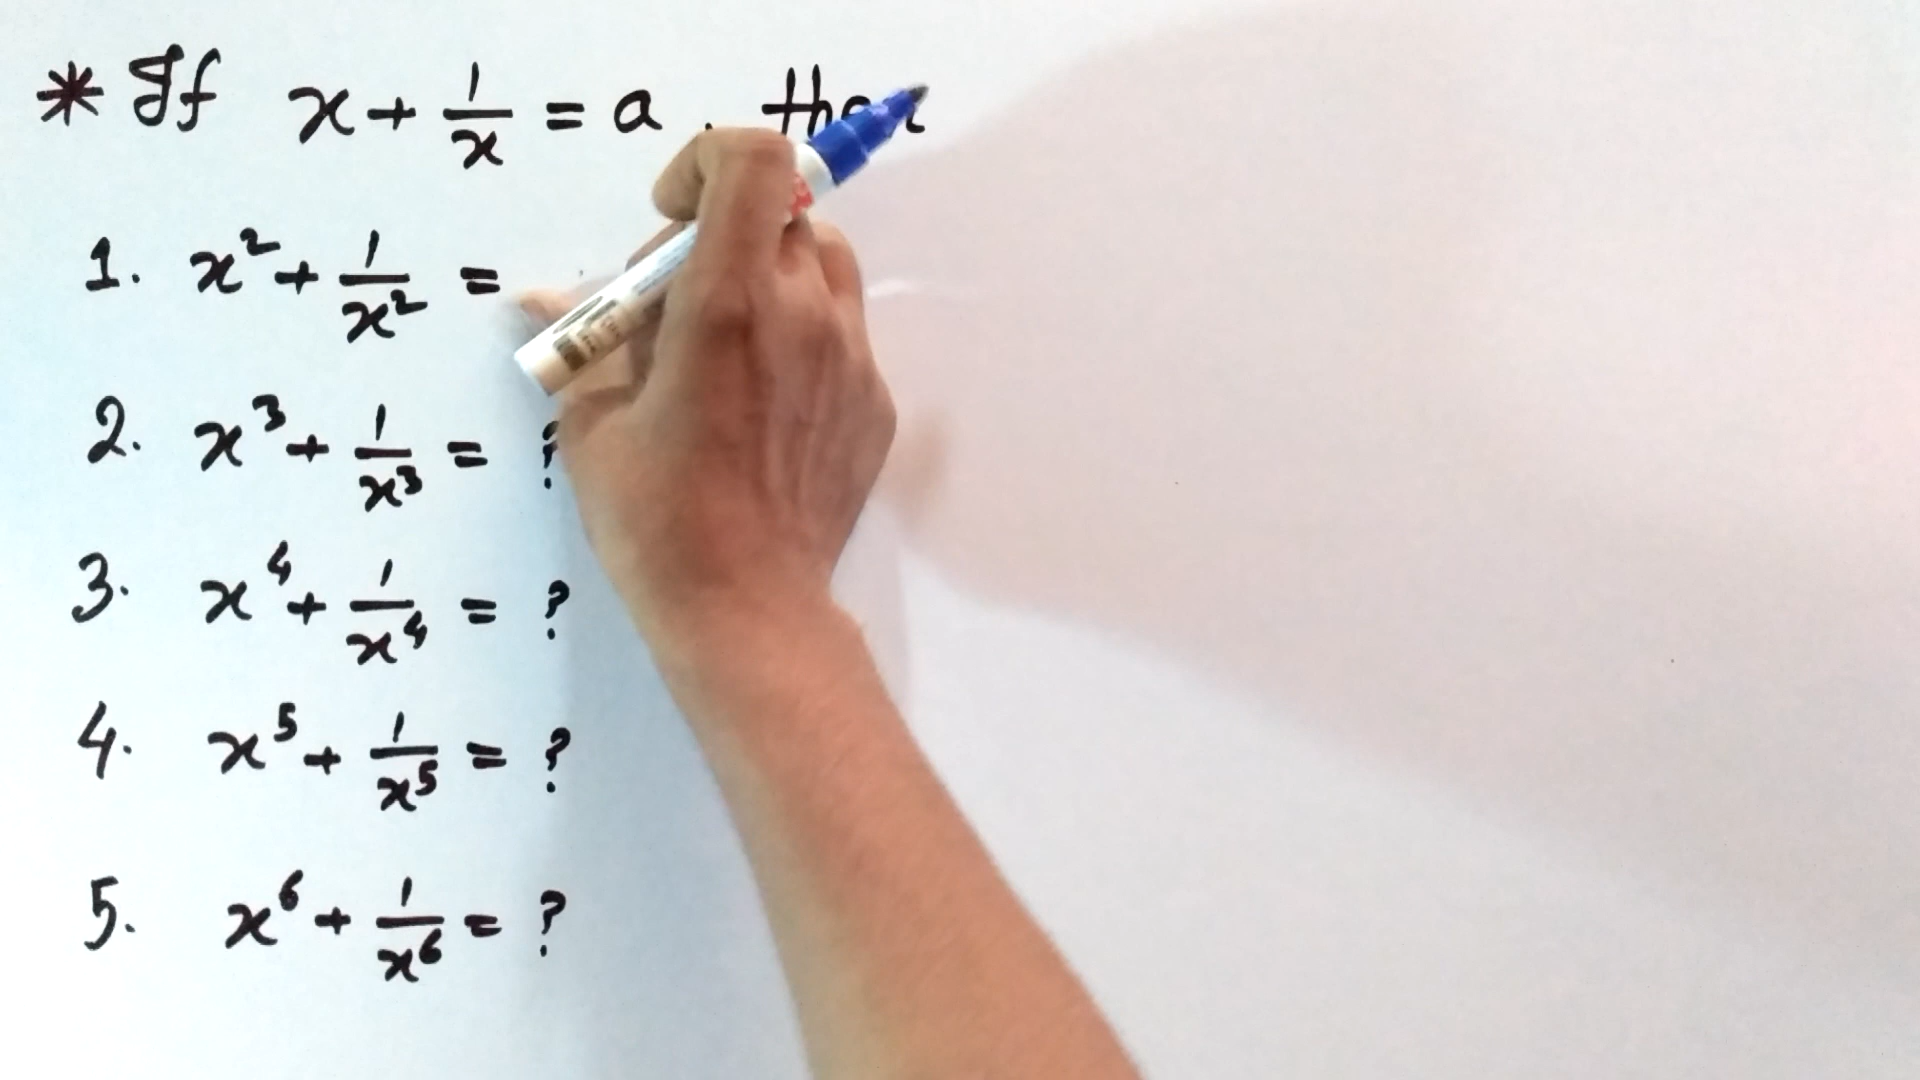 * If x + 1/x = a, then
1. x² + 1/x² =
2. x³ + 1/x³ = ?
3. x⁴ + 1/x⁴ = ?
4. x⁵ + 1/x⁵ = ?
5. x⁶ + 1/x⁶ = ?